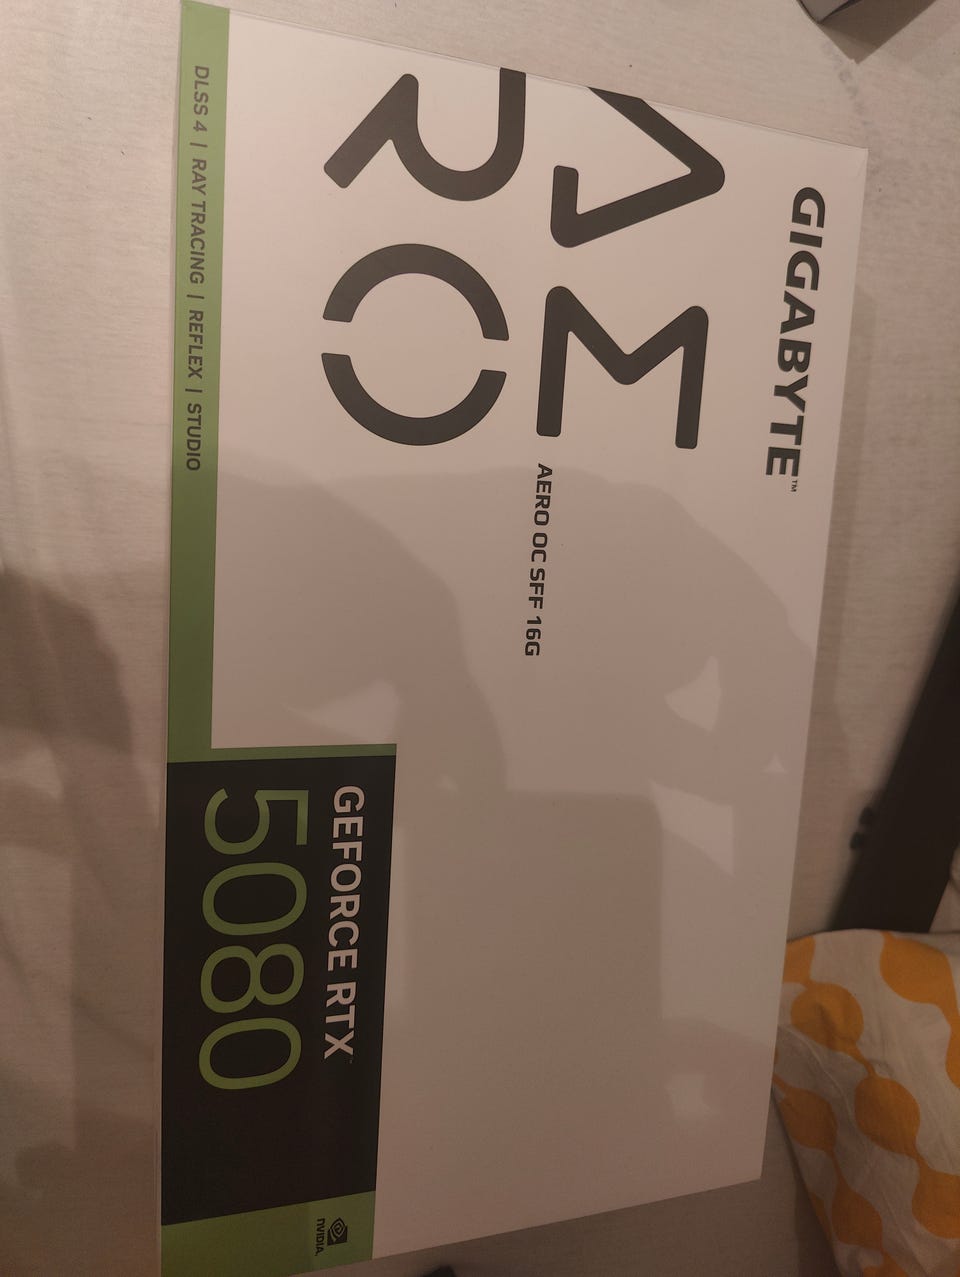 GIGABYTE™
AERO
AERO OC SFF 16G
GEFORCE RTX™
5080
NVIDIA.
DLSS 4 | RAY TRACING | REFLEX | STUDIO